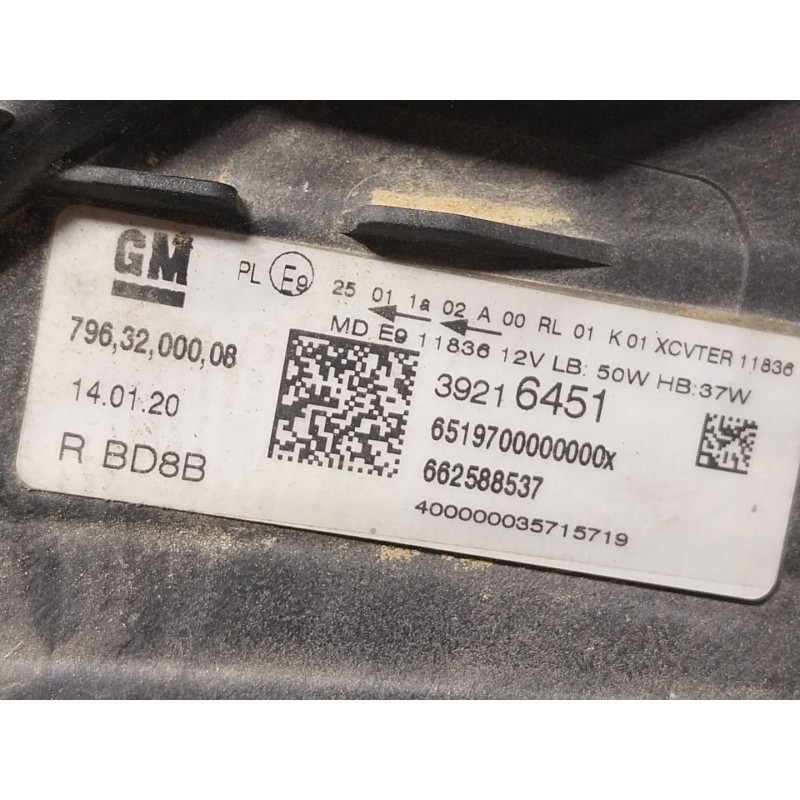 GM
PL E9 25 01 1a 02 A 00 RL 01 K01 XCVTER 11836
MD E9 11836 12V LB: 50W HB:37W
796,32,000,08
14.01.20
R BD8B
39216451
6519700000000x
662588537
400000035715719